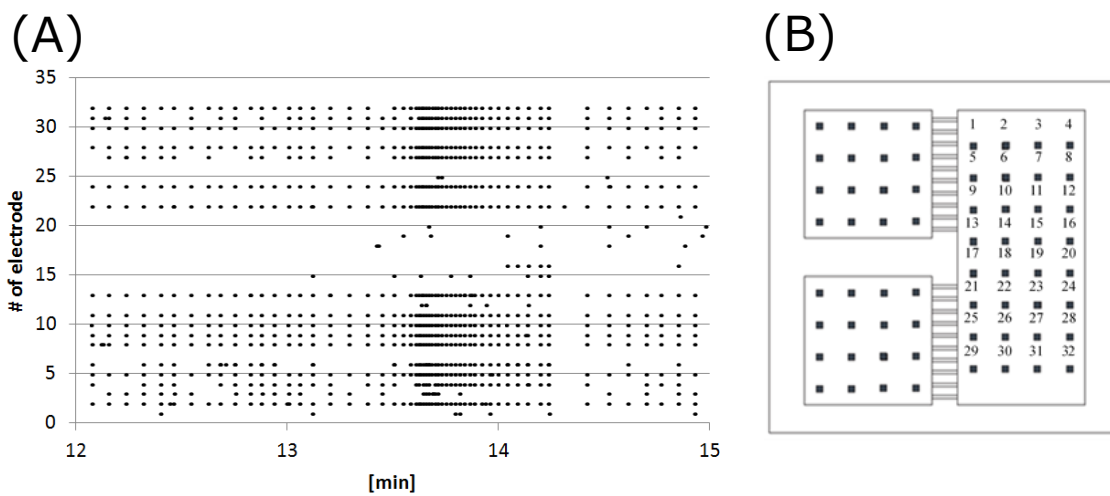 (A)
35
30
25
20
15
10
5
0
# of electrode
12 13 14 15
[min]
(B)
1 2 3 4
5 6 7 8
9 10 11 12
13 14 15 16
17 18 19 20
21 22 23 24
25 26 27 28
29 30 31 32